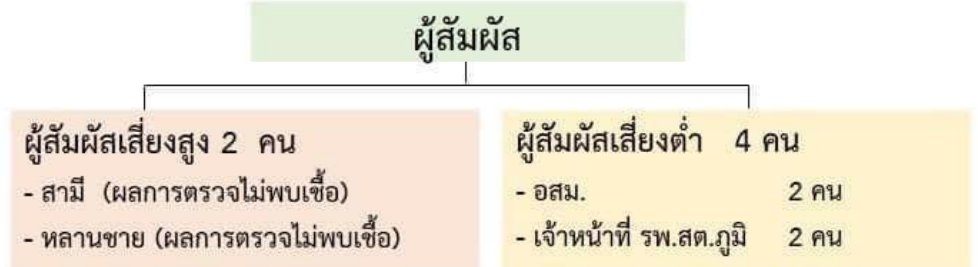 ผู้สัมผัส
ผู้สัมผัสเสี่ยงสูง 2 คน
- สามี (ผลการตรวจไม่พบเชื้อ)
- หลานชาย (ผลการตรวจไม่พบเชื้อ)
ผู้สัมผัสเสี่ยงต่ำ 4 คน
- อสม. 2 คน
- เจ้าหน้าที่ รพ.สต.ภูมิ 2 คน